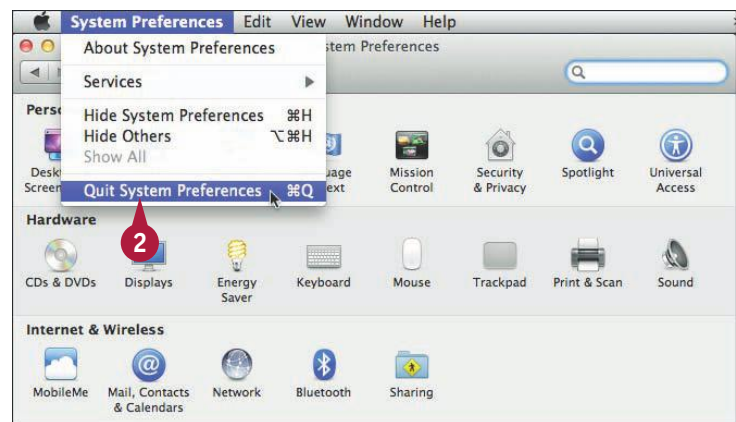 System Preferences Edit View Window Help
About System Preferences
stem Preferences
Services
Hide System Preferences ⌘H
Hide Others ⌥⌘H
Show All
Quit System Preferences ⌘Q
2
Mission
Control
Security
& Privacy
Spotlight
Universal
Access
Hardware
CDs & DVDs
Displays
Energy
Saver
Keyboard
Mouse
Trackpad
Print & Scan
Sound
Internet & Wireless
MobileMe
Mail, Contacts
& Calendars
Network
Bluetooth
Sharing